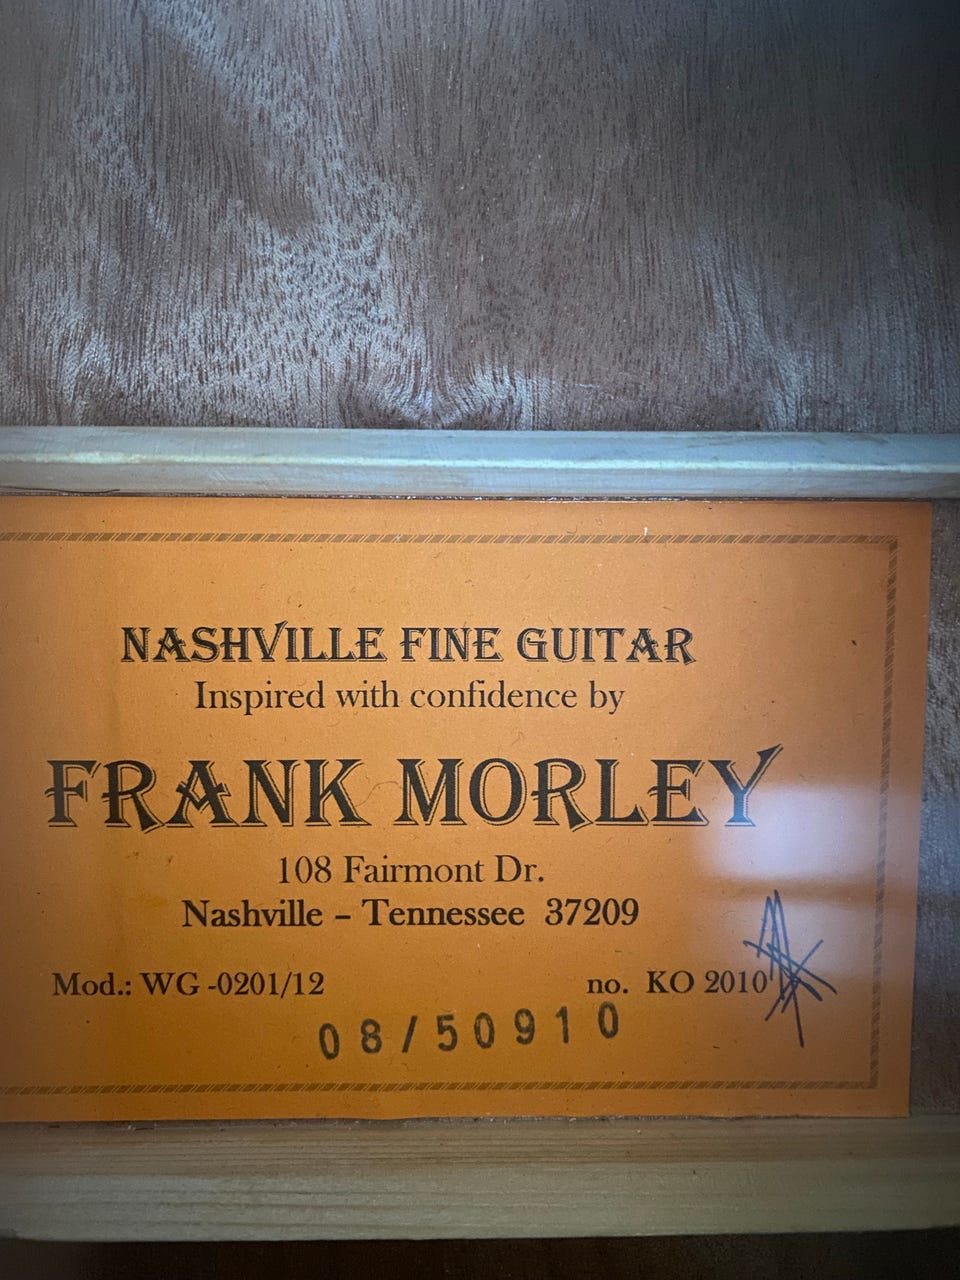 NASHVILLE FINE GUITAR
Inspired with confidence by
FRANK MORLEY
108 Fairmont Dr.
Nashville – Tennessee 37209
Mod.: WG -0201/12 no. KO 2010
08/50910